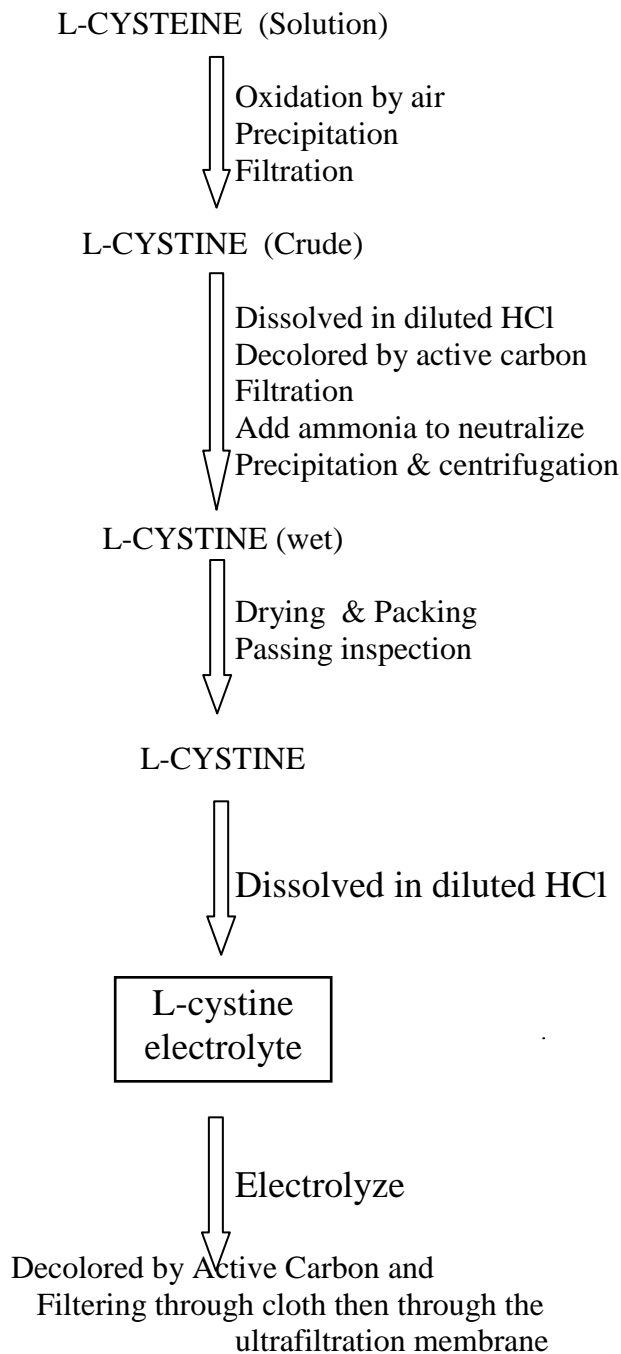 L-CYSTEINE (Solution)
Oxidation by air
Precipitation
Filtration
L-CYSTINE (Crude)
Dissolved in diluted HCl
Decolored by active carbon
Filtration
Add ammonia to neutralize
Precipitation & centrifugation
L-CYSTINE (wet)
Drying & Packing
Passing inspection
L-CYSTINE
Dissolved in diluted HCl
L-cystine
electrolyte
Electrolyze
Decolored by Active Carbon and
Filtering through cloth then through the
ultrafiltration membrane